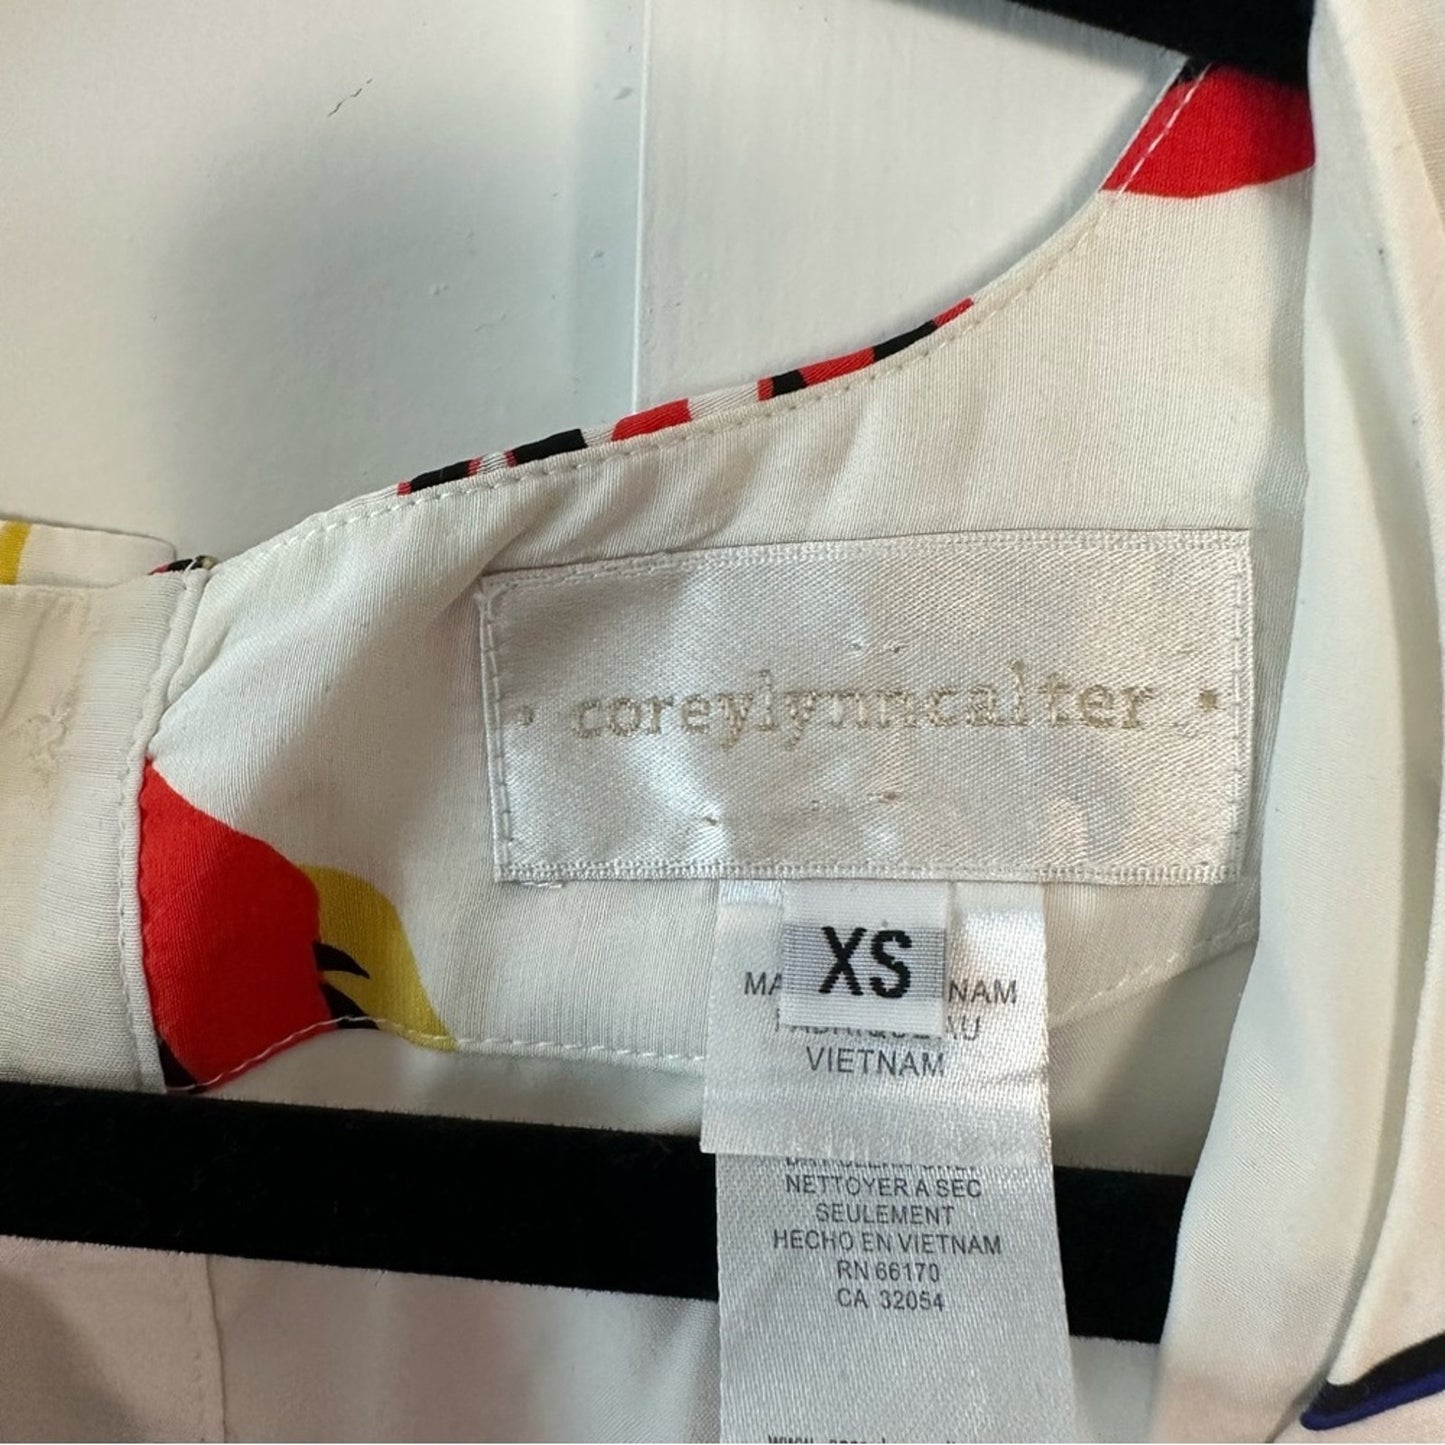 · coreylynncalter ·
XS
VIETNAM
NETTOYER A SEC
SEULEMENT
HECHO EN VIETNAM
RN 66170
CA 32054